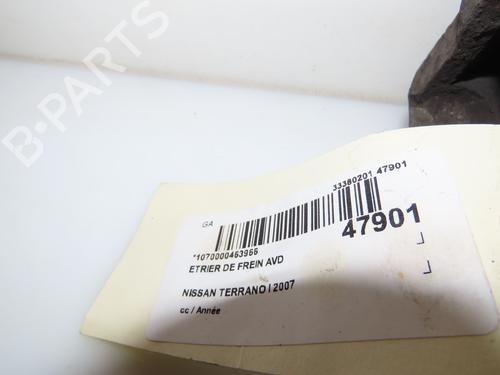 B-PARTS
33380201 47901
GA
47901
*1070000463966
ETRIER DE FREIN AVD
NISSAN TERRANO I 2007
cc / Année